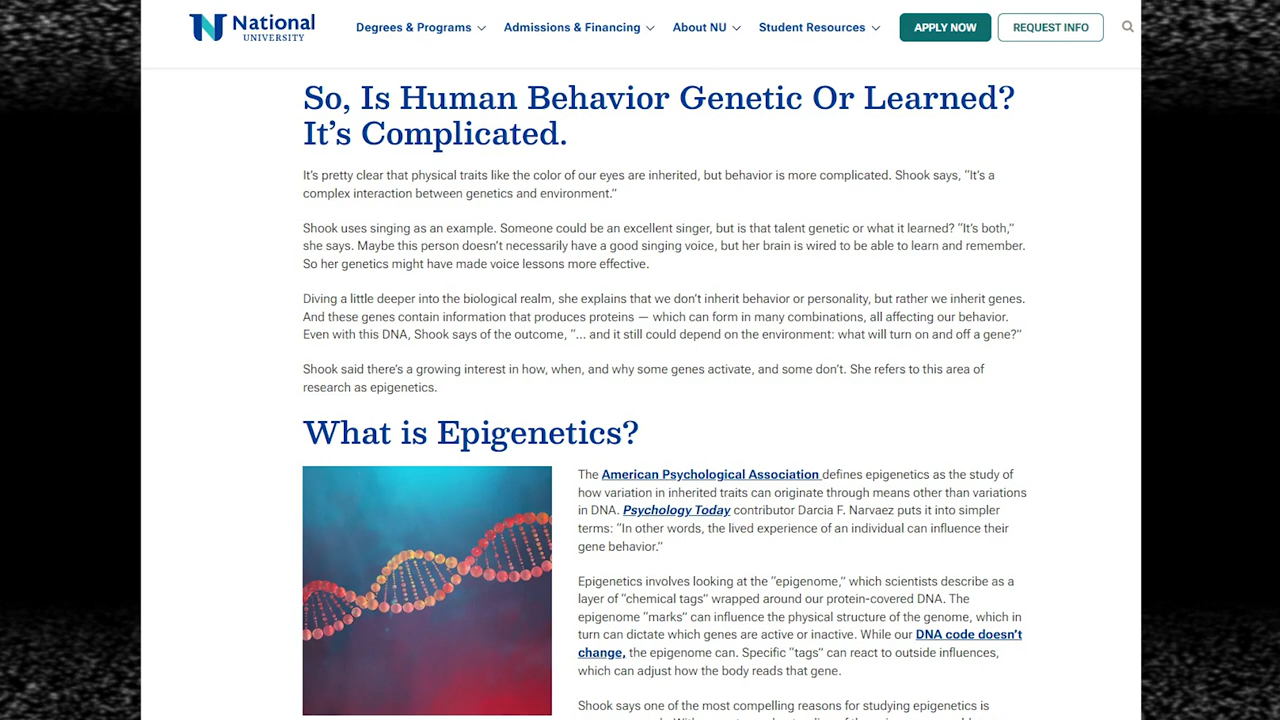 National
UNIVERSITY
Degrees & Programs
Admissions & Financing
About NU
Student Resources
APPLY NOW
REQUEST INFO
So, Is Human Behavior Genetic Or Learned?
It's Complicated.
It's pretty clear that physical traits like the color of our eyes are inherited, but behavior is more complicated. Shook says, “It's a
complex interaction between genetics and environment.”
Shook uses singing as an example. Someone could be an excellent singer, but is that talent genetic or what it learned? “It's both,”
she says. Maybe this person doesn't necessarily have a good singing voice, but her brain is wired to be able to learn and remember.
So her genetics might have made voice lessons more effective.
Diving a little deeper into the biological realm, she explains that we don't inherit behavior or personality, but rather we inherit genes.
And these genes contain information that produces proteins — which can form in many combinations, all affecting our behavior.
Even with this DNA, Shook says of the outcome, “... and it still could depend on the environment: what will turn on and off a gene?”
Shook said there's a growing interest in how, when, and why some genes activate, and some don't. She refers to this area of
research as epigenetics.
What is Epigenetics?
The American Psychological Association defines epigenetics as the study of
how variation in inherited traits can originate through means other than variations
in DNA. Psychology Today contributor Darcia F. Narvaez puts it into simpler
terms: “In other words, the lived experience of an individual can influence their
gene behavior.”
Epigenetics involves looking at the “epigenome,” which scientists describe as a
layer of “chemical tags” wrapped around our protein-covered DNA. The
epigenome “marks” can influence the physical structure of the genome, which in
turn can dictate which genes are active or inactive. While our DNA code doesn't
change, the epigenome can. Specific “tags” can react to outside influences,
which can adjust how the body reads that gene.
Shook says one of the most compelling reasons for studying epigenetics is